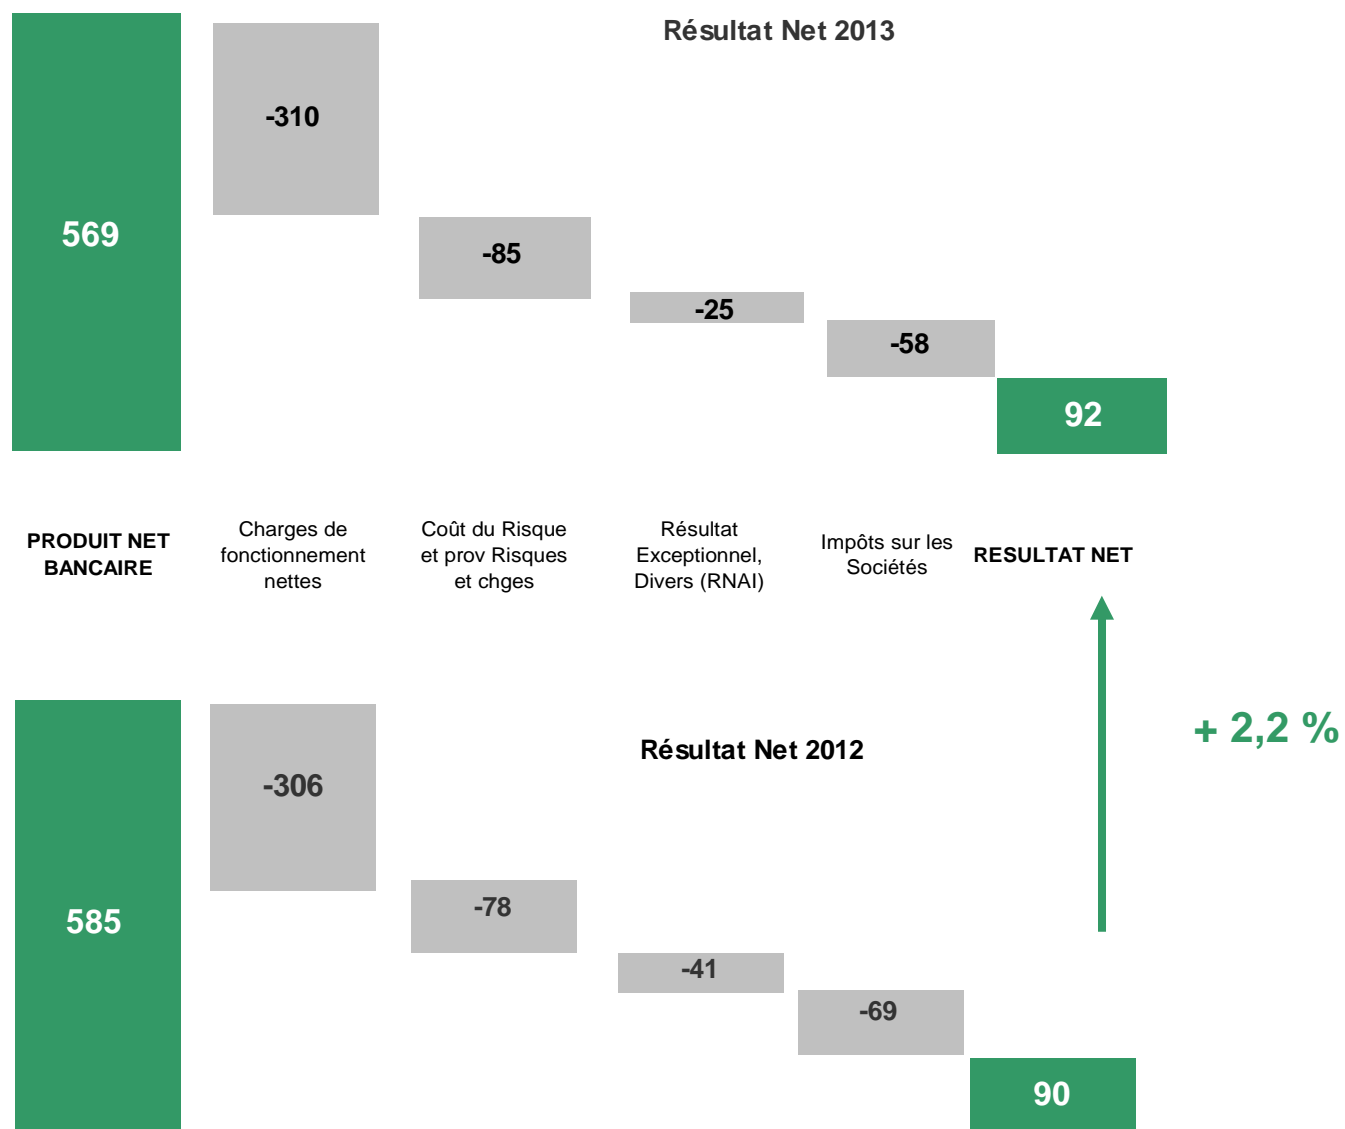 Résultat Net 2013
569
-310
-85
-25
-58
92
PRODUIT NET
BANCAIRE
Charges de
fonctionnement
nettes
Coût du Risque
et prov Risques
et chges
Résultat
Exceptionnel,
Divers (RNAI)
Impôts sur les
Sociétés
RESULTAT NET
+ 2,2 %
Résultat Net 2012
585
-306
-78
-41
-69
90